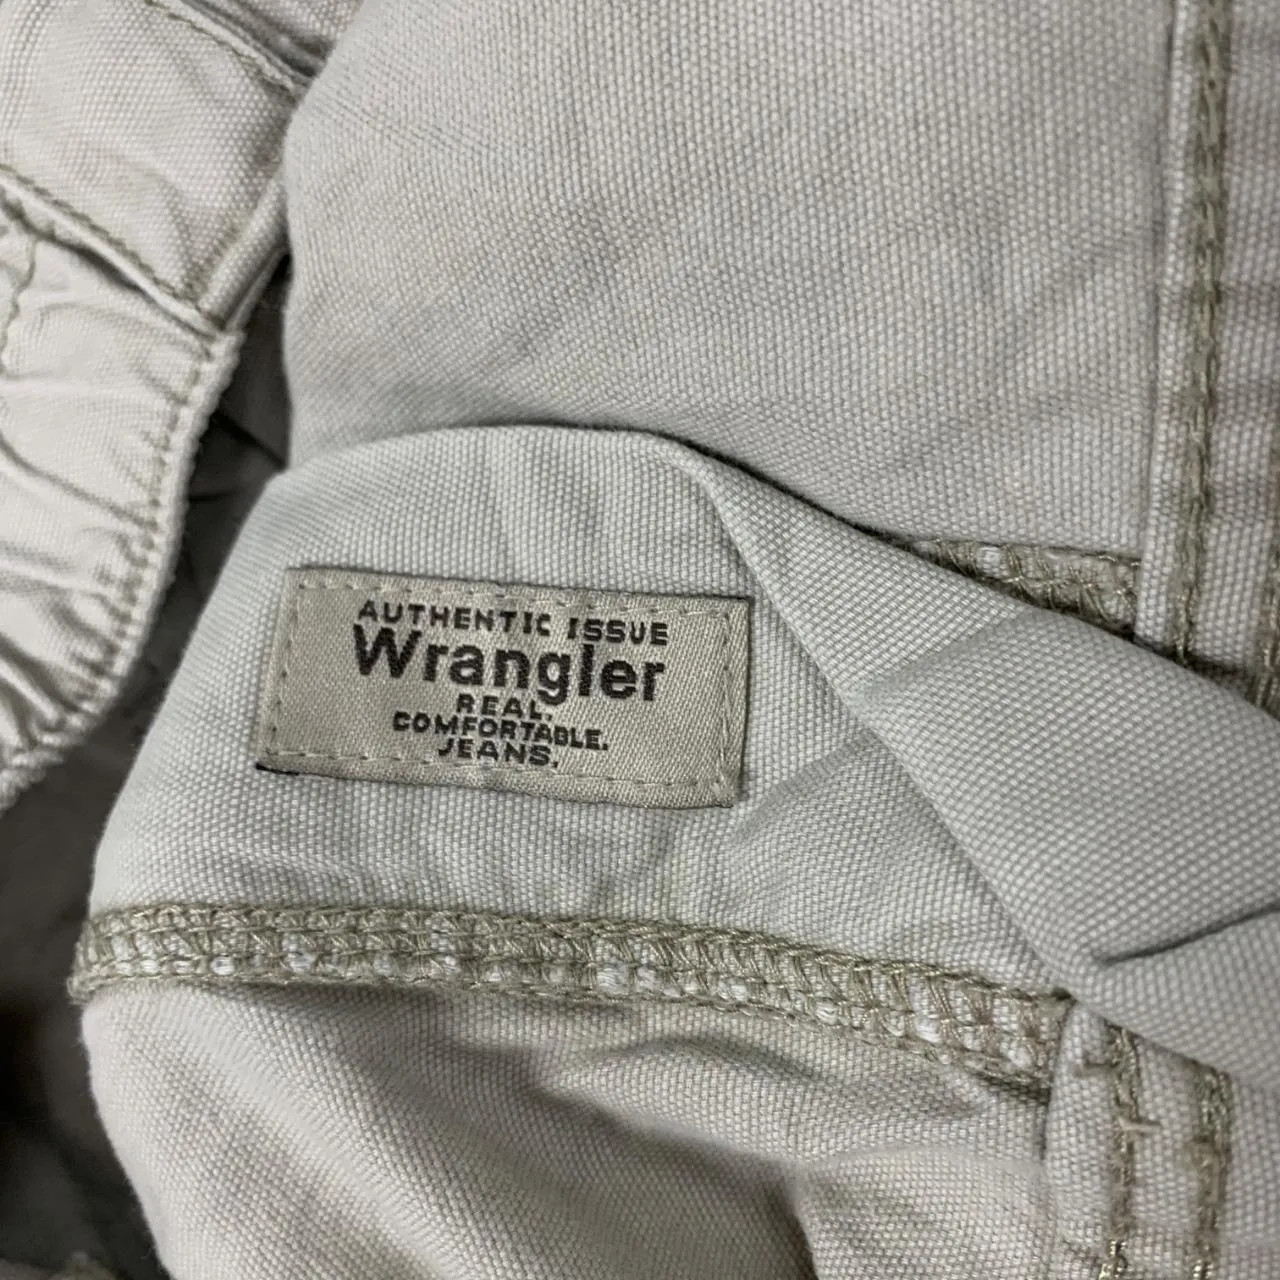 AUTHENTIC ISSUE
Wrangler
REAL.
COMFORTABLE.
JEANS.